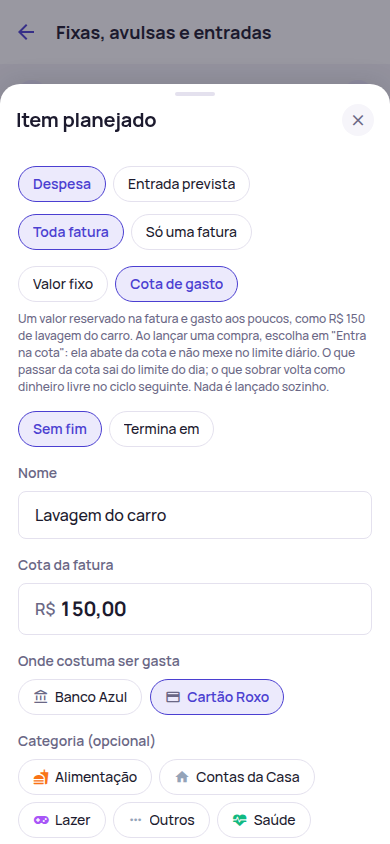 Fixas, avulsas e entradas
Item planejado
Despesa Entrada prevista
Toda fatura Só uma fatura
Valor fixo Cota de gasto
Um valor reservado na fatura e gasto aos poucos, como R$ 150
de lavagem do carro. Ao lançar uma compra, escolha em "Entra
na cota": ela abate da cota e não mexe no limite diário. O que
passar da cota sai do limite do dia; o que sobrar volta como
dinheiro livre no ciclo seguinte. Nada é lançado sozinho.
Sem fim Termina em
Nome
Lavagem do carro
Cota da fatura
R$ 150,00
Onde costuma ser gasta
Banco Azul Cartão Roxo
Categoria (opcional)
Alimentação Contas da Casa
Lazer Outros Saúde